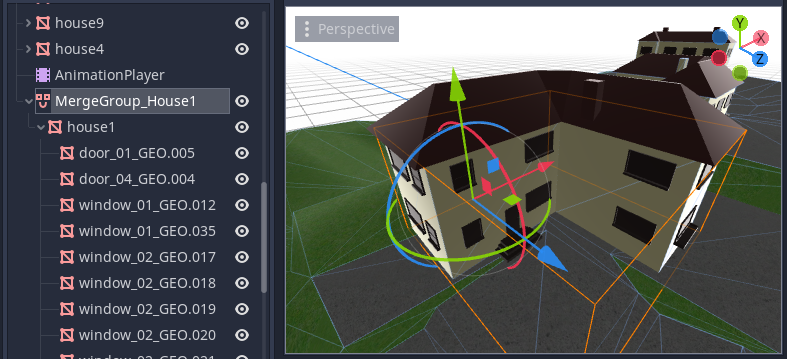 house9
house4
AnimationPlayer
MergeGroup_House1
house1
door_01_GEO.005
door_04_GEO.004
window_01_GEO.012
window_01_GEO.035
window_02_GEO.017
window_02_GEO.018
window_02_GEO.019
window_02_GEO.020
Perspective
Y
X
Z